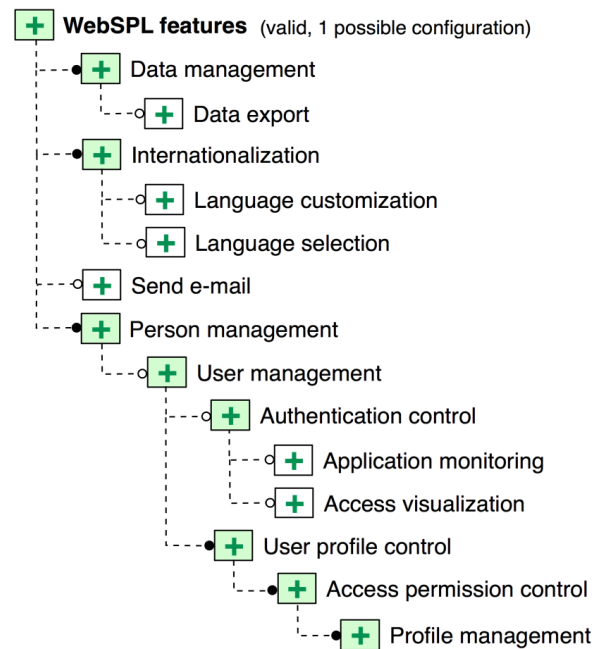 WebSPL features (valid, 1 possible configuration)
Data management
Data export
Internationalization
Language customization
Language selection
Send e-mail
Person management
User management
Authentication control
Application monitoring
Access visualization
User profile control
Access permission control
Profile management